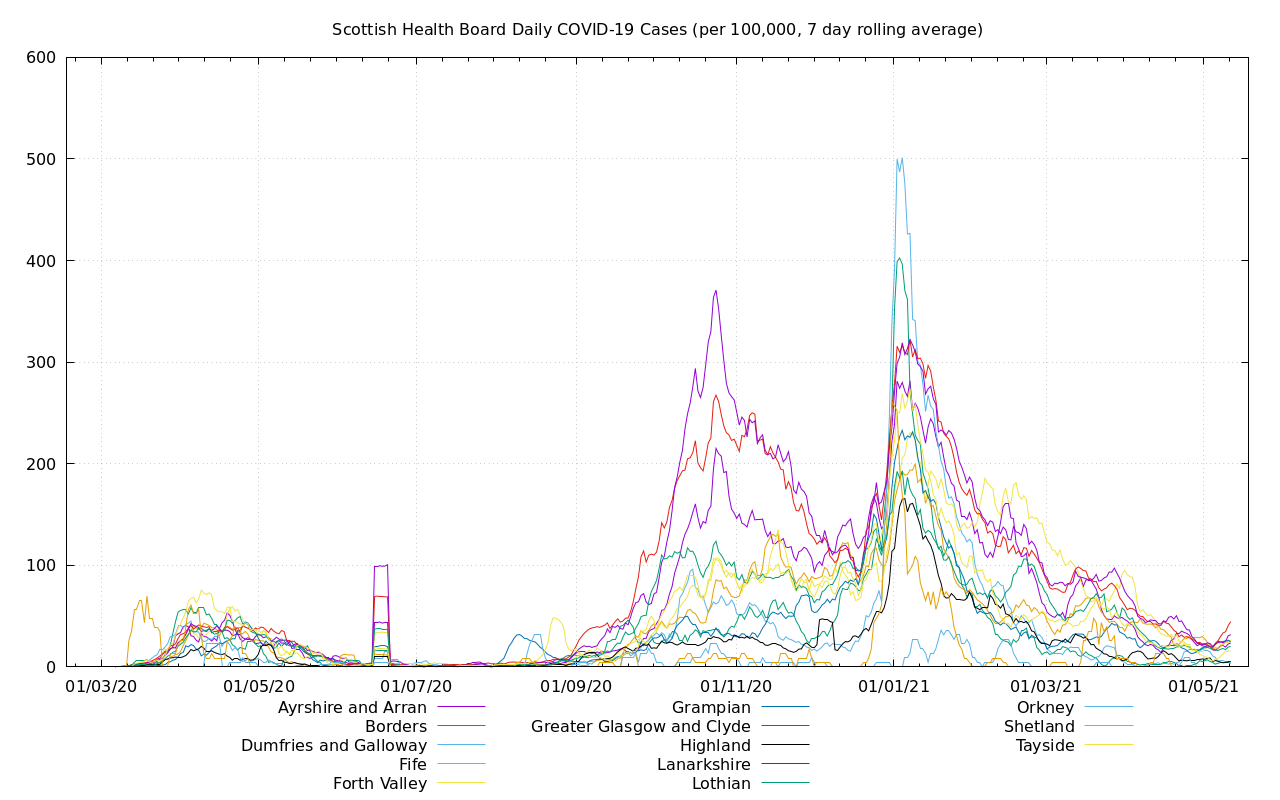 Scottish Health Board Daily COVID-19 Cases (per 100,000, 7 day rolling average)
600
500
400
300
200
100
0
01/03/20 01/05/20 01/07/20 01/09/20 01/11/20 01/01/21 01/03/21 01/05/21
Ayrshire and Arran Grampian Orkney
Borders Greater Glasgow and Clyde Shetland
Dumfries and Galloway Highland Tayside
Fife Lanarkshire
Forth Valley Lothian